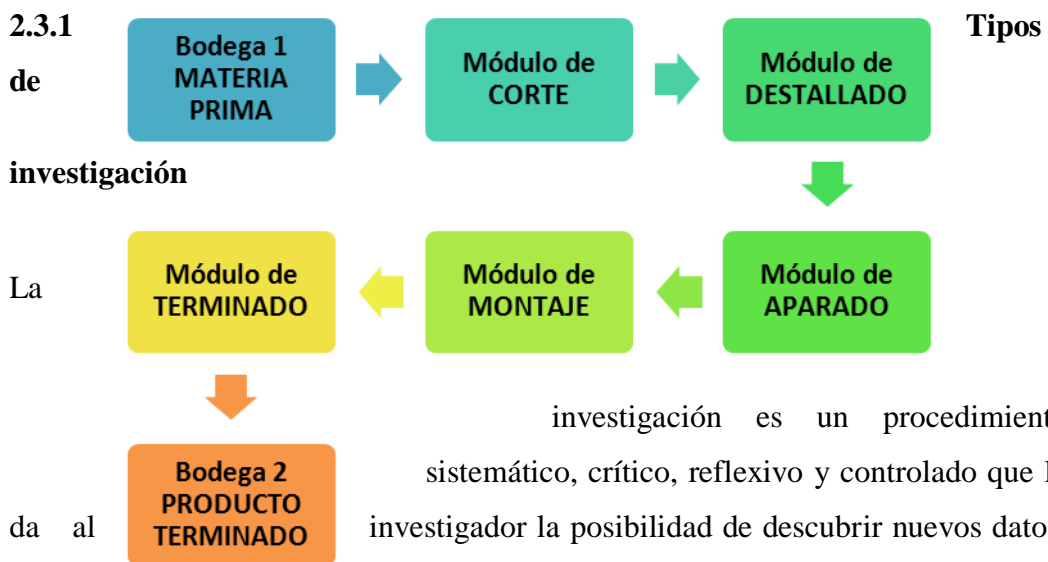 2.3.1 Tipos
de
investigación
Bodega 1
MATERIA
PRIMA
Módulo de
CORTE
Módulo de
DESTALLADO
Módulo de
APARADO
Módulo de
MONTAJE
Módulo de
TERMINADO
Bodega 2
PRODUCTO
TERMINADO
La
investigación es un procedimient
sistemático, crítico, reflexivo y controlado que
da al investigador la posibilidad de descubrir nuevos dato